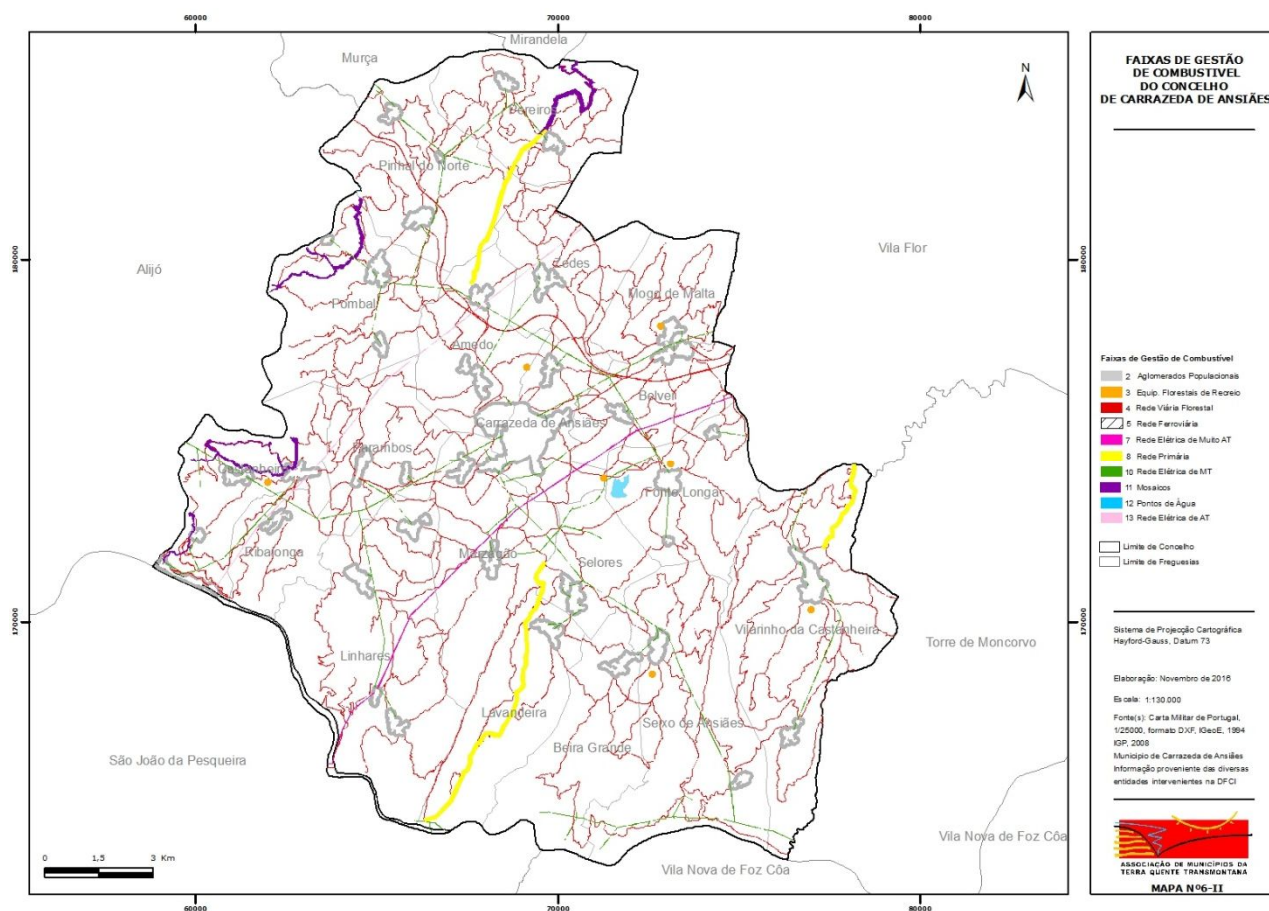 60000
70000
80000
Mirandela
Murça
N
Pereiros
Pinhal do Norte
180000
180000
Vila Flor
Alijó
Zedes
Mogo de Malta
Pombal
Amedo
Belver
Carrazeda de Ansiães
Parambos
Castanheiro
Fonte Longa
Ribalonga
Marzagão
Selores
170000
170000
Vilarinho da Castanheira
Torre de Moncorvo
Linhares
Lavandeira
Seixo de Ansiães
Beira Grande
São João da Pesqueira
Vila Nova de Foz Côa
Vila Nova de Foz Côa
0 1,5 3 Km
60000
70000
80000
FAIXAS DE GESTÃO
DE COMBUSTIVEL
DO CONCELHO
DE CARRAZEDA DE ANSIÃES
Faixas de Gestão de Combustível
2 Aglomerados Populacionais
3 Equip. Florestais de Recreio
4 Rede Viária Florestal
5 Rede Ferroviária
7 Rede Elétrica de Muito AT
8 Rede Primária
10 Rede Elétrica de MT
11 Mosaicos
12 Pontos de Água
13 Rede Elétrica de AT
Limite de Concelho
Limite de Freguesias
Sistema de Projecção Cartográfica
Hayford-Gauss, Datum 73
Elaboração: Novembro de 2016
Escala: 1:130.000
Fonte(s): Carta Militar de Portugal,
1/25000, formato DXF, IGeoE, 1994
IGP, 2008
Município de Carrazeda de Ansiães
Informação proveniente das diversas
entidades intervenientes na DFCI
ASSOCIAÇÃO DE MUNICÍPIOS DA
TERRA QUENTE TRANSMONTANA
MAPA Nº6-II